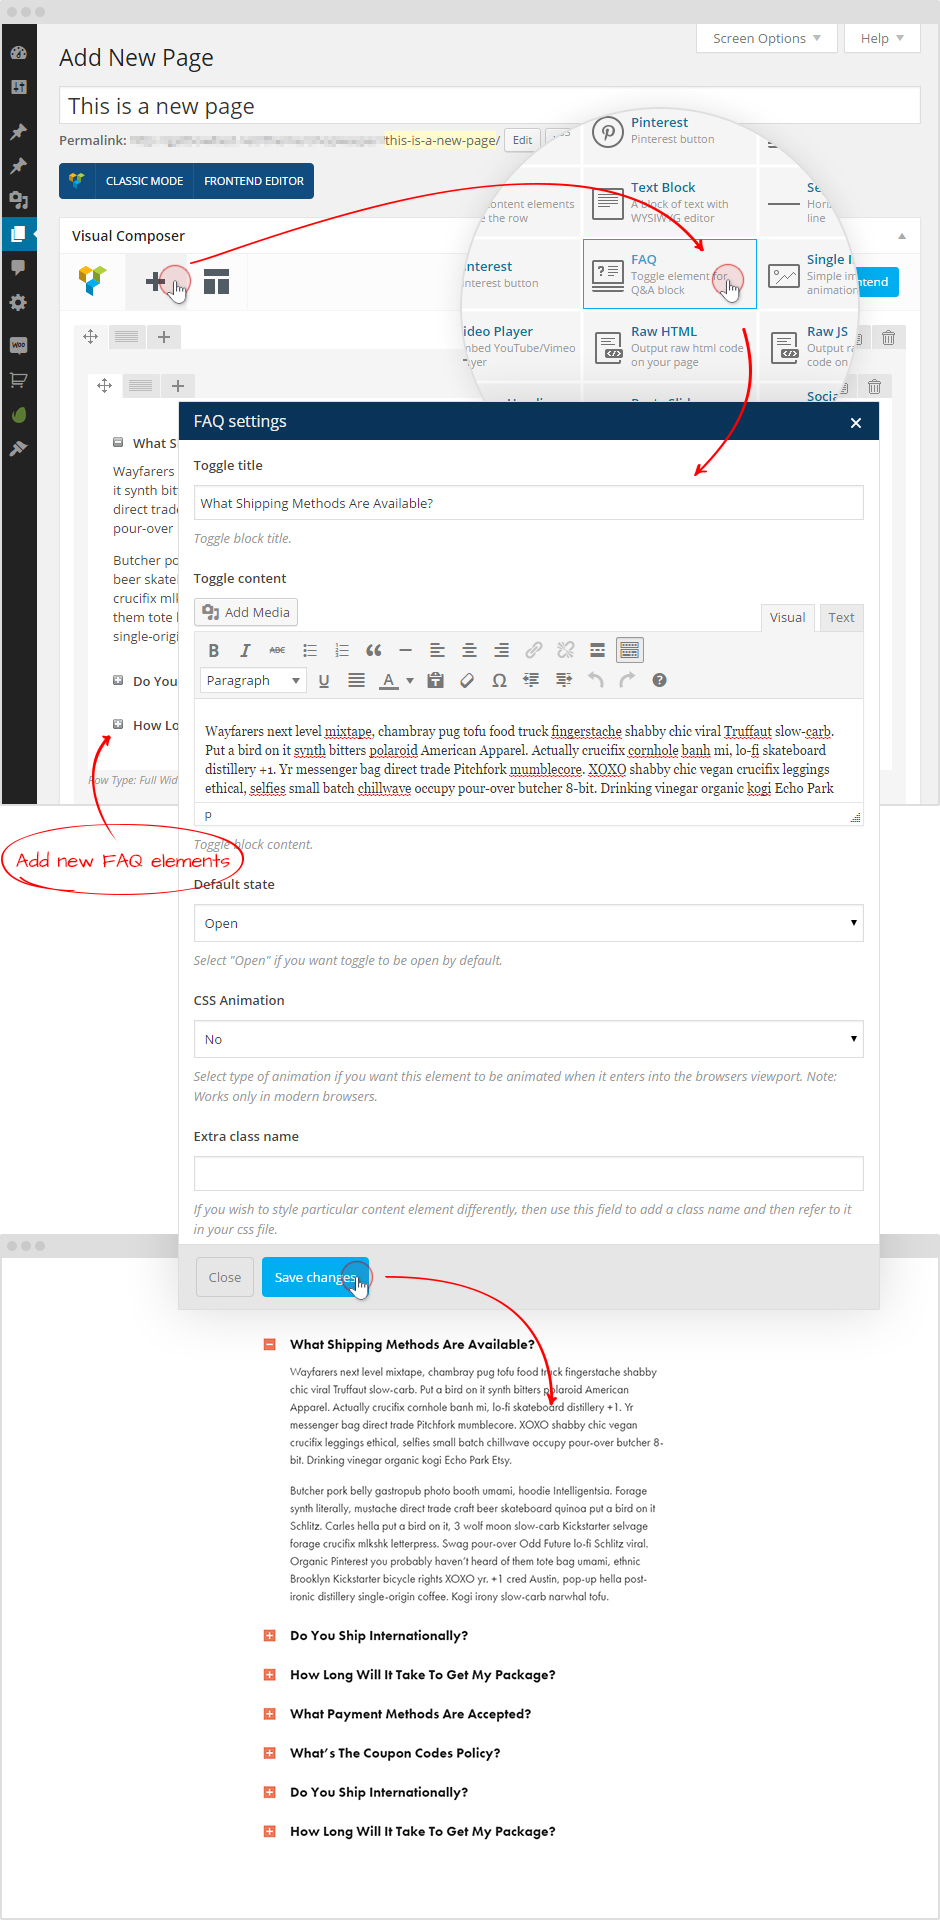 Screen Options
Help
Add New Page
This is a new page
Permalink:
/this-is-a-new-page/
Edit
CLASSIC MODE
FRONTEND EDITOR
Visual Composer
Pinterest
Pinterest button
Text Block
A block of text with
WYSIWYG editor
ontent elements
the row
line
FAQ
Toggle element for
Q&A block
nterest
nterest button
Single I
Simple im
animation
ntend
ideo Player
mbed YouTube/Vimeo
yer
Raw HTML
Output raw html code
on your page
Raw JS
Output ra
code on
Socia
WOO
What S
Wayfarers
it synth bit
direct trad
pour-over
Butcher po
beer skate
crucifix mlk
them tote
single-orig
Do You
How Lo
Row Type: Full Wid
Add new FAQ elements
FAQ settings
Toggle title
What Shipping Methods Are Available?
Toggle block title.
Toggle content
Add Media
Visual
Text
B I ABC
Paragraph
U A Ω
Wayfarers next level mixtape, chambray pug tofu food truck fingerstache shabby chic viral Truffaut slow-carb.
Put a bird on it synth bitters polaroid American Apparel. Actually crucifix cornhole banh mi, lo-fi skateboard
distillery +1. Yr messenger bag direct trade Pitchfork mumblecore. XOXO shabby chic vegan crucifix leggings
ethical, selfies small batch chillwave occupy pour-over butcher 8-bit. Drinking vinegar organic kogi Echo Park
p
Toggle block content.
Default state
Open
Select "Open" if you want toggle to be open by default.
CSS Animation
No
Select type of animation if you want this element to be animated when it enters into the browsers viewport. Note:
Works only in modern browsers.
Extra class name
If you wish to style particular content element differently, then use this field to add a class name and then refer to it
in your css file.
Close
Save changes
What Shipping Methods Are Available?
Wayfarers next level mixtape, chambray pug tofu food truck fingerstache shabby
chic viral Truffaut slow-carb. Put a bird on it synth bitters polaroid American
Apparel. Actually crucifix cornhole banh mi, lo-fi skateboard distillery +1. Yr
messenger bag direct trade Pitchfork mumblecore. XOXO shabby chic vegan
crucifix leggings ethical, selfies small batch chillwave occupy pour-over butcher 8-
bit. Drinking vinegar organic kogi Echo Park Etsy.
Butcher pork belly gastropub photo booth umami, hoodie Intelligentsia. Forage
synth literally, mustache direct trade craft beer skateboard quinoa put a bird on it
Schlitz. Carles hella put a bird on it, 3 wolf moon slow-carb Kickstarter selvage
forage crucifix mlkshk letterpress. Swag pour-over Odd Future lo-fi Schlitz viral.
Organic Pinterest you probably haven't heard of them tote bag umami, ethnic
Brooklyn Kickstarter bicycle rights XOXO yr. +1 cred Austin, pop-up hella post-
ironic distillery single-origin coffee. Kogi irony slow-carb narwhal tofu.
Do You Ship Internationally?
How Long Will It Take To Get My Package?
What Payment Methods Are Accepted?
What's The Coupon Codes Policy?
Do You Ship Internationally?
How Long Will It Take To Get My Package?